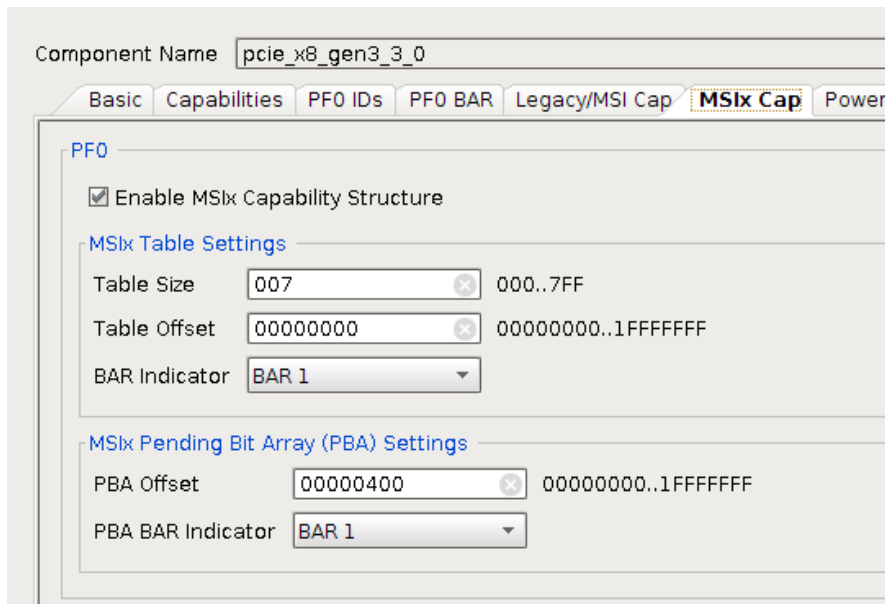 Component Name pcie_x8_gen3_3_0
Basic Capabilities PF0 IDs PF0 BAR Legacy/MSI Cap MSIx Cap Power
PF0
Enable MSIx Capability Structure
MSIx Table Settings
Table Size 007 000..7FF
Table Offset 00000000 00000000..1FFFFFFF
BAR Indicator BAR 1
MSIx Pending Bit Array (PBA) Settings
PBA Offset 00000400 00000000..1FFFFFFF
PBA BAR Indicator BAR 1